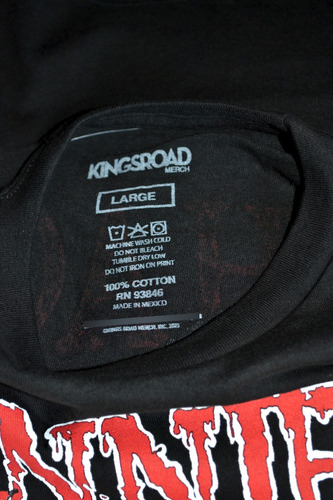 KINGSROAD
MERCH
LARGE
MACHINE WASH COLD
DO NOT BLEACH
TUMBLE DRY LOW
DO NOT IRON ON PRINT
100% COTTON
RN 93846
MADE IN MEXICO
NNIE